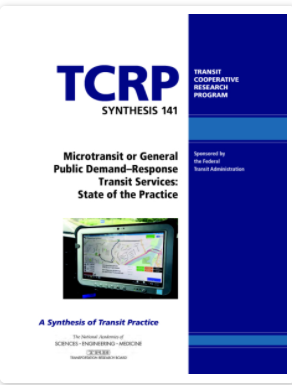 TCRP
SYNTHESIS 141
TRANSIT
COOPERATIVE
RESEARCH
PROGRAM
Microtransit or General
Public Demand–Response
Transit Services:
State of the Practice
Sponsored by
the Federal
Transit Administration
A Synthesis of Transit Practice
The National Academies of
SCIENCES • ENGINEERING • MEDICINE
TRANSPORTATION RESEARCH BOARD